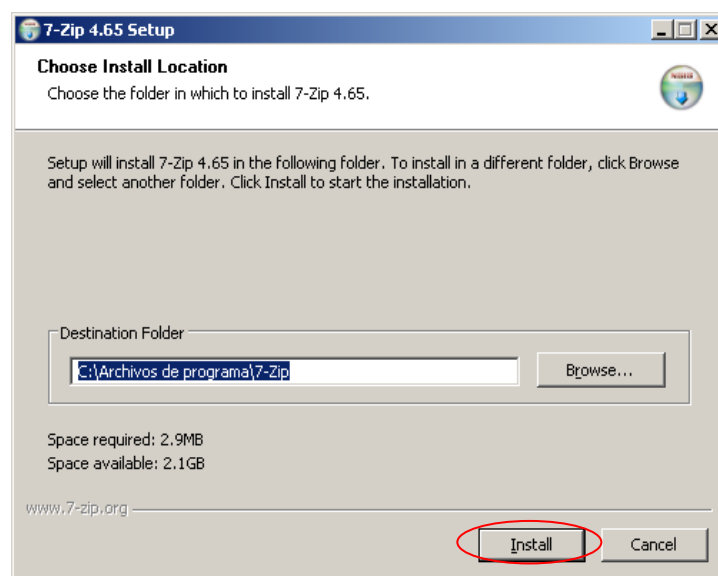 7-Zip 4.65 Setup
Choose Install Location
Choose the folder in which to install 7-Zip 4.65.
Setup will install 7-Zip 4.65 in the following folder. To install in a different folder, click Browse
and select another folder. Click Install to start the installation.
Destination Folder
C:\Archivos de programa\7-Zip
Browse...
Space required: 2.9MB
Space available: 2.1GB
www.7-zip.org
Install
Cancel